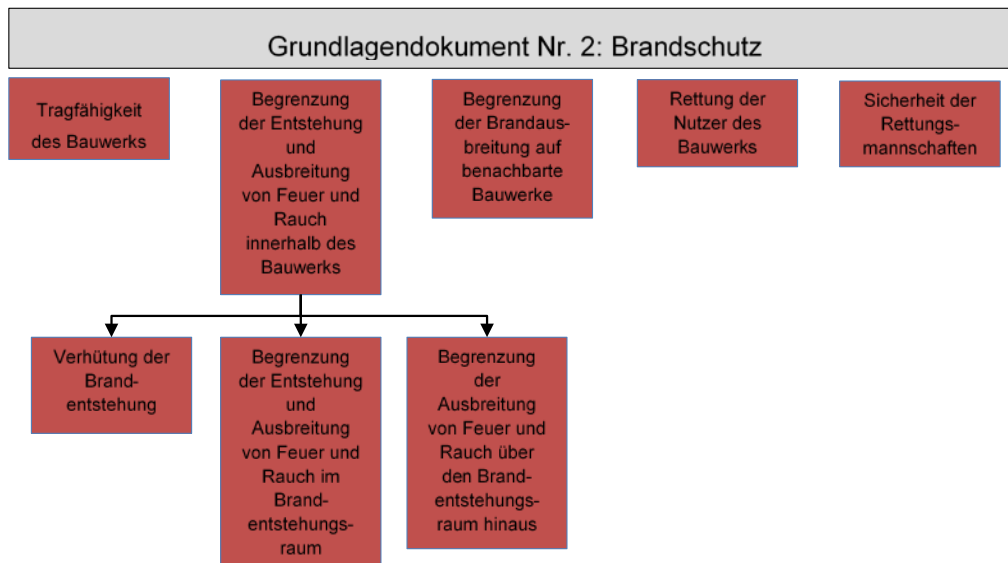 Grundlagendokument Nr. 2: Brandschutz
Tragfähigkeit
des Bauwerks
Begrenzung
der Entstehung
und
Ausbreitung
von Feuer und
Rauch
innerhalb des
Bauwerks
Begrenzung
der Brandaus-
breitung auf
benachbarte
Bauwerke
Rettung der
Nutzer des
Bauwerks
Sicherheit der
Rettungs-
mannschaften
Verhütung der
Brand-
entstehung
Begrenzung
der Entstehung
und
Ausbreitung
von Feuer und
Rauch im
Brand-
entstehungs-
raum
Begrenzung
der
Ausbreitung
von Feuer und
Rauch über
den Brand-
entstehungs-
raum hinaus